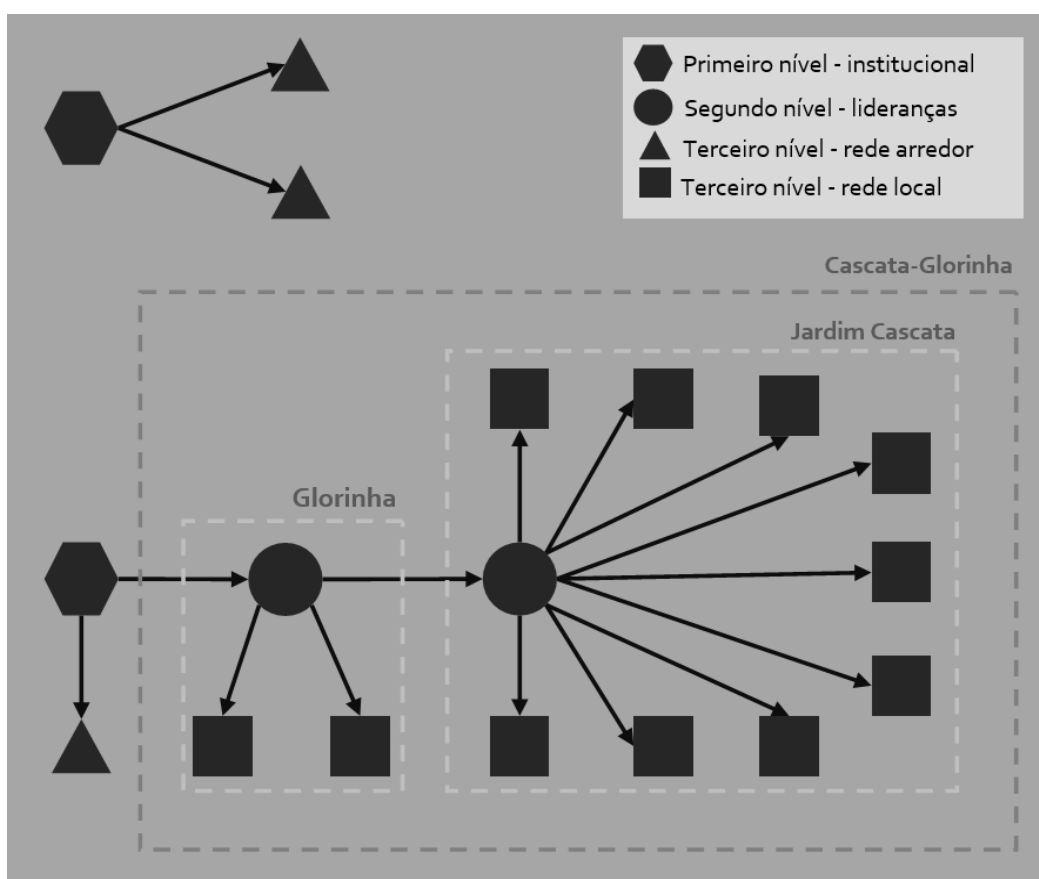 Primeiro nível - institucional
Segundo nível - lideranças
Terceiro nível - rede arredor
Terceiro nível - rede local
Cascata-Glorinha
Jardim Cascata
Glorinha